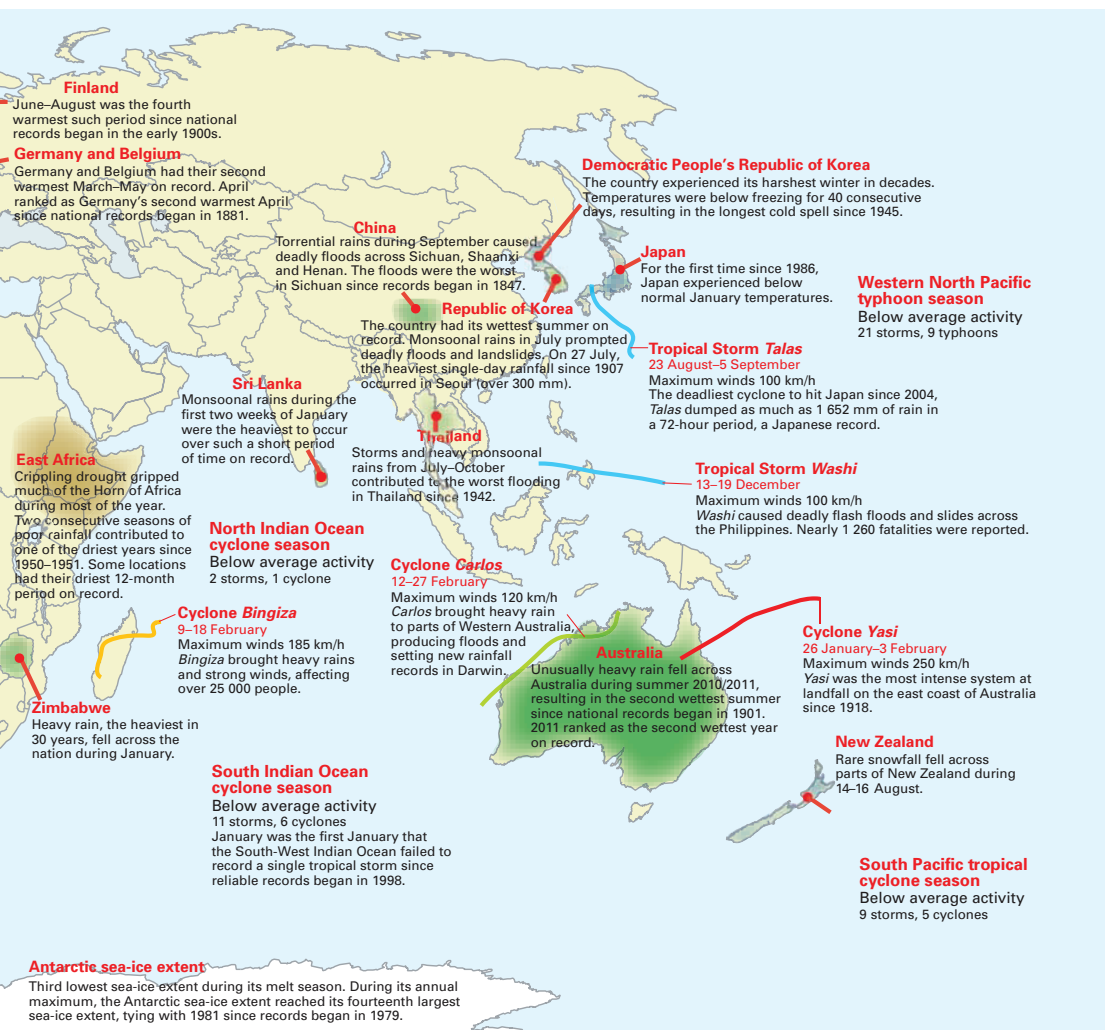 Finland
June–August was the fourth
warmest such period since national
records began in the early 1900s.
Germany and Belgium
Germany and Belgium had their second
warmest March–May on record. April
ranked as Germany's second warmest April
since national records began in 1881.
Democratic People's Republic of Korea
The country experienced its harshest winter in decades.
Temperatures were below freezing for 40 consecutive
days, resulting in the longest cold spell since 1945.
China
Torrential rains during September caused
deadly floods across Sichuan, Shaanxi
and Henan. The floods were the worst
in Sichuan since records began in 1847.
Japan
For the first time since 1986,
Japan experienced below
normal January temperatures.
Western North Pacific
typhoon season
Below average activity
21 storms, 9 typhoons
Republic of Korea
The country had its wettest summer on
record. Monsoonal rains in July prompted
deadly floods and landslides. On 27 July,
the heaviest single-day rainfall since 1907
occurred in Seoul (over 300 mm).
Tropical Storm Talas
23 August–5 September
Maximum winds 100 km/h
The deadliest cyclone to hit Japan since 2004,
Talas dumped as much as 1 652 mm of rain in
a 72-hour period, a Japanese record.
Sri Lanka
Monsoonal rains during the
first two weeks of January
were the heaviest to occur
over such a short period
of time on record.
Thailand
Storms and heavy monsoonal
rains from July–October
contributed to the worst flooding
in Thailand since 1942.
East Africa
Crippling drought gripped
much of the Horn of Africa
during most of the year.
Two consecutive seasons of
poor rainfall contributed to
one of the driest years since
1950–1951. Some locations
had their driest 12-month
period on record.
Tropical Storm Washi
13–19 December
Maximum winds 100 km/h
Washi caused deadly flash floods and slides across
the Philippines. Nearly 1 260 fatalities were reported.
North Indian Ocean
cyclone season
Below average activity
2 storms, 1 cyclone
Cyclone Carlos
12–27 February
Maximum winds 120 km/h
Carlos brought heavy rain
to parts of Western Australia,
producing floods and
setting new rainfall
records in Darwin.
Cyclone Bingiza
9–18 February
Maximum winds 185 km/h
Bingiza brought heavy rains
and strong winds, affecting
over 25 000 people.
Cyclone Yasi
26 January–3 February
Maximum winds 250 km/h
Yasi was the most intense system at
landfall on the east coast of Australia
since 1918.
Australia
Unusually heavy rain fell across
Australia during summer 2010/2011,
resulting in the second wettest summer
since national records began in 1901.
2011 ranked as the second wettest year
on record.
Zimbabwe
Heavy rain, the heaviest in
30 years, fell across the
nation during January.
New Zealand
Rare snowfall fell across
parts of New Zealand during
14–16 August.
South Indian Ocean
cyclone season
Below average activity
11 storms, 6 cyclones
January was the first January that
the South-West Indian Ocean failed to
record a single tropical storm since
reliable records began in 1998.
South Pacific tropical
cyclone season
Below average activity
9 storms, 5 cyclones
Antarctic sea-ice extent
Third lowest sea-ice extent during its melt season. During its annual
maximum, the Antarctic sea-ice extent reached its fourteenth largest
sea-ice extent, tying with 1981 since records began in 1979.